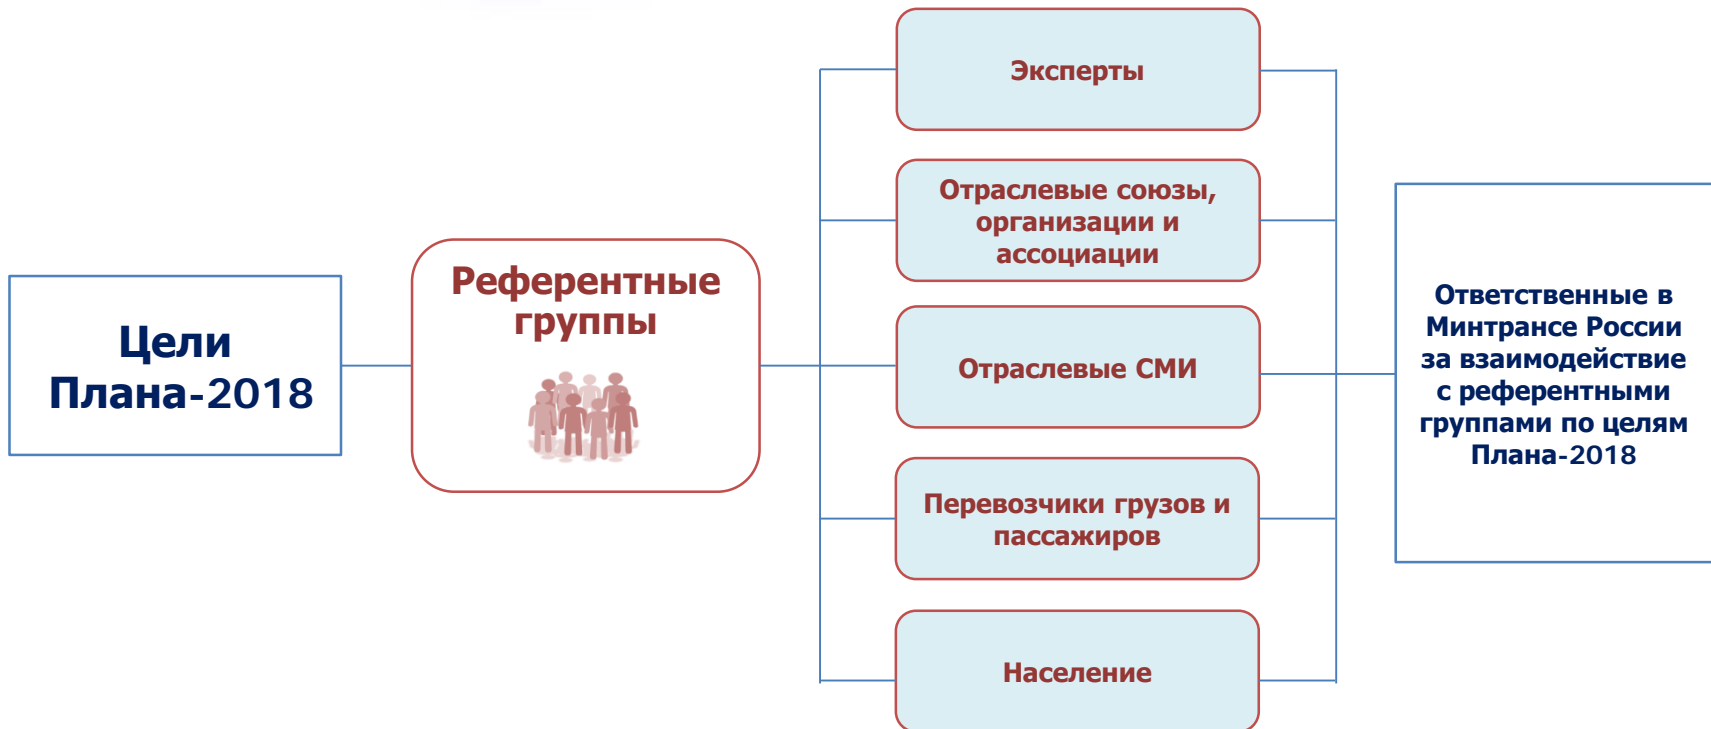 Цели
Плана-2018
Референтные
группы
Эксперты
Отраслевые союзы,
организации и
ассоциации
Отраслевые СМИ
Перевозчики грузов и
пассажиров
Население
Ответственные в
Минтрансе России
за взаимодействие
с референтными
группами по целям
Плана-2018